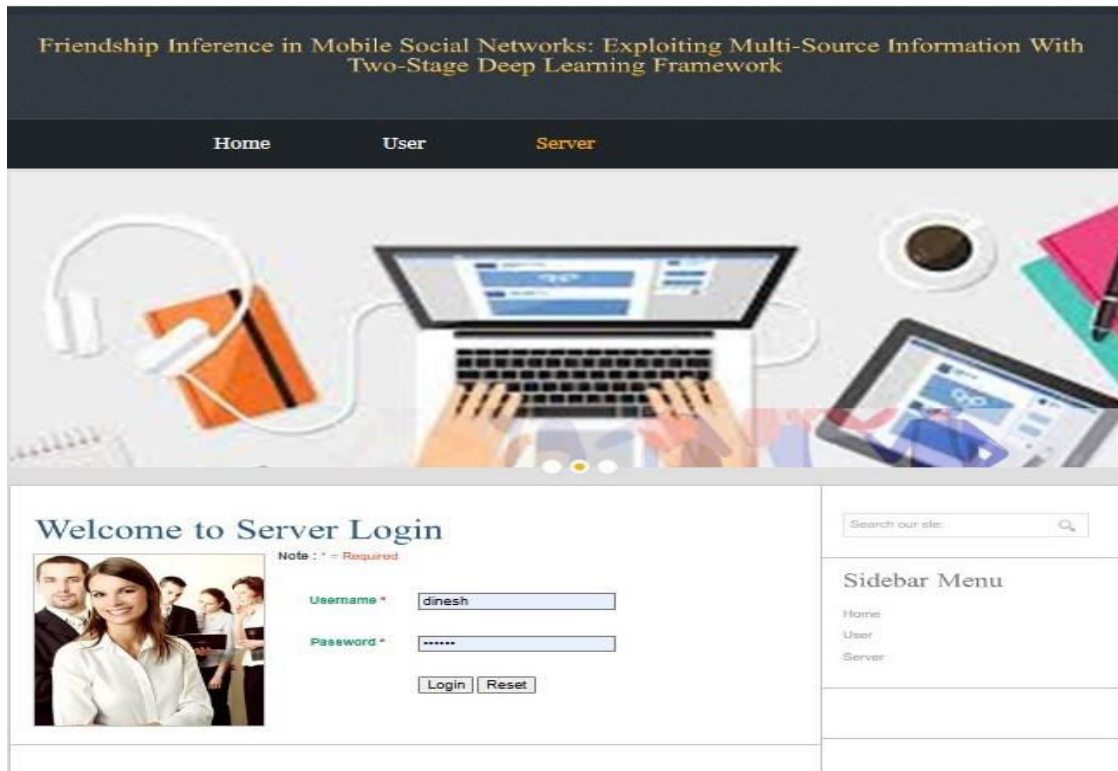 Friendship Inference in Mobile Social Networks: Exploiting Multi-Source Information With
Two-Stage Deep Learning Framework
Home User Server
Welcome to Server Login
Note : * = Required
Username *
dinesh
Password *
Login Reset
Search our site:
Sidebar Menu
Home
User
Server